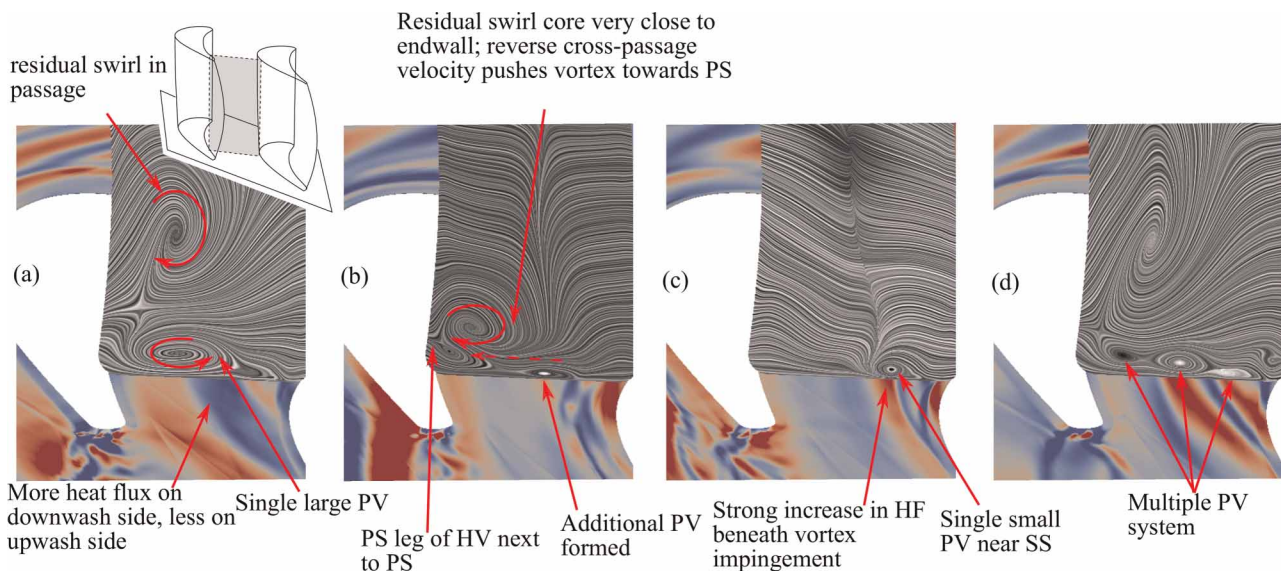 residual swirl in
passage
Residual swirl core very close to
endwall; reverse cross-passage
velocity pushes vortex towards PS
(a)
(b)
(c)
(d)
More heat flux on
downwash side, less on
upwash side
Single large PV
PS leg of HV next
to PS
Additional PV
formed
Strong increase in HF
beneath vortex
impingement
Single small
PV near SS
Multiple PV
system